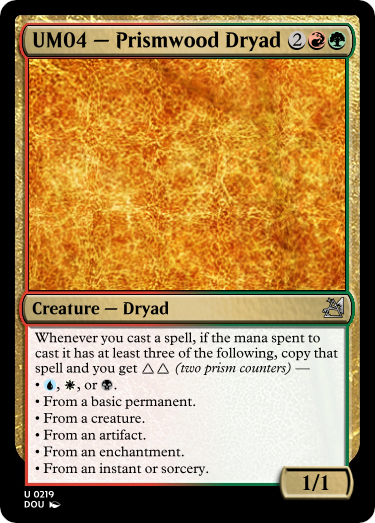 UM04 — Prismwood Dryad 2
Creature — Dryad
Whenever you cast a spell, if the mana spent to
cast it has at least three of the following, copy that
spell and you get △△ (two prism counters) —
• , , or .
• From a basic permanent.
• From a creature.
• From an artifact.
• From an enchantment.
• From an instant or sorcery.
1/1
U 0219
DOU